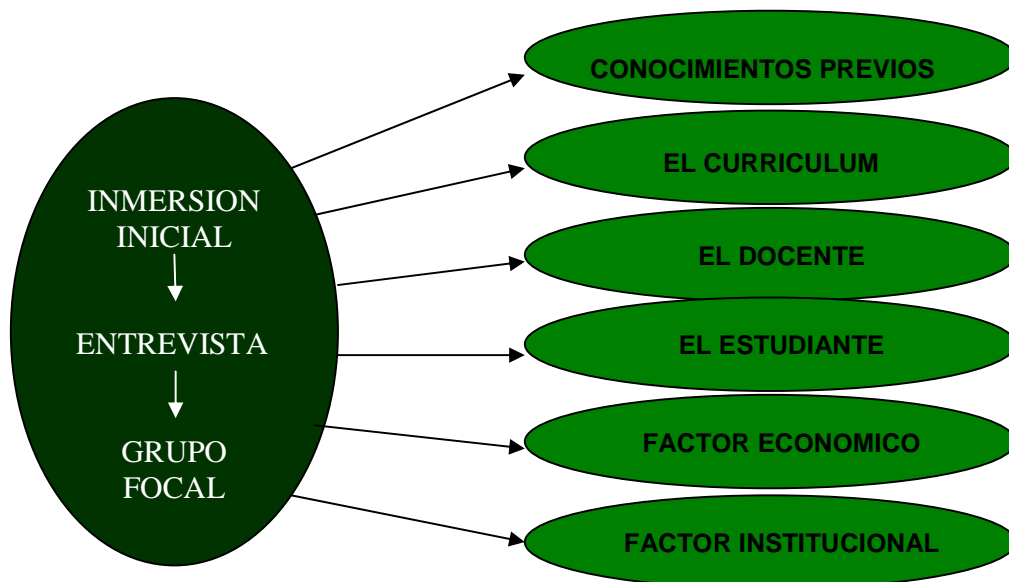 INMERSION
INICIAL
ENTREVISTA
GRUPO
FOCAL
CONOCIMIENTOS PREVIOS
EL CURRICULUM
EL DOCENTE
EL ESTUDIANTE
FACTOR ECONOMICO
FACTOR INSTITUCIONAL